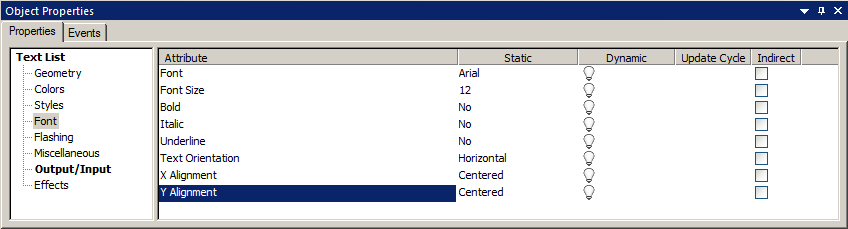 Object Properties
Properties Events
Text List
Geometry
Colors
Styles
Font
Flashing
Miscellaneous
Output/Input
Effects
Attribute Static Dynamic Update Cycle Indirect
Font Arial
Font Size 12
Bold No
Italic No
Underline No
Text Orientation Horizontal
X Alignment Centered
Y Alignment Centered